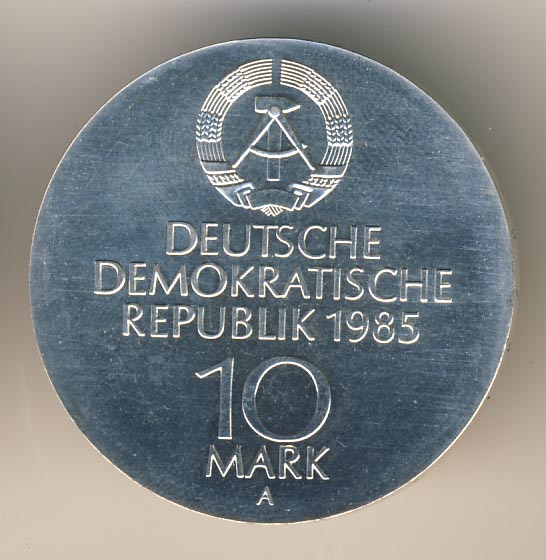 DEUTSCHE
DEMOKRATISCHE
REPUBLIK 1985
10
MARK
A